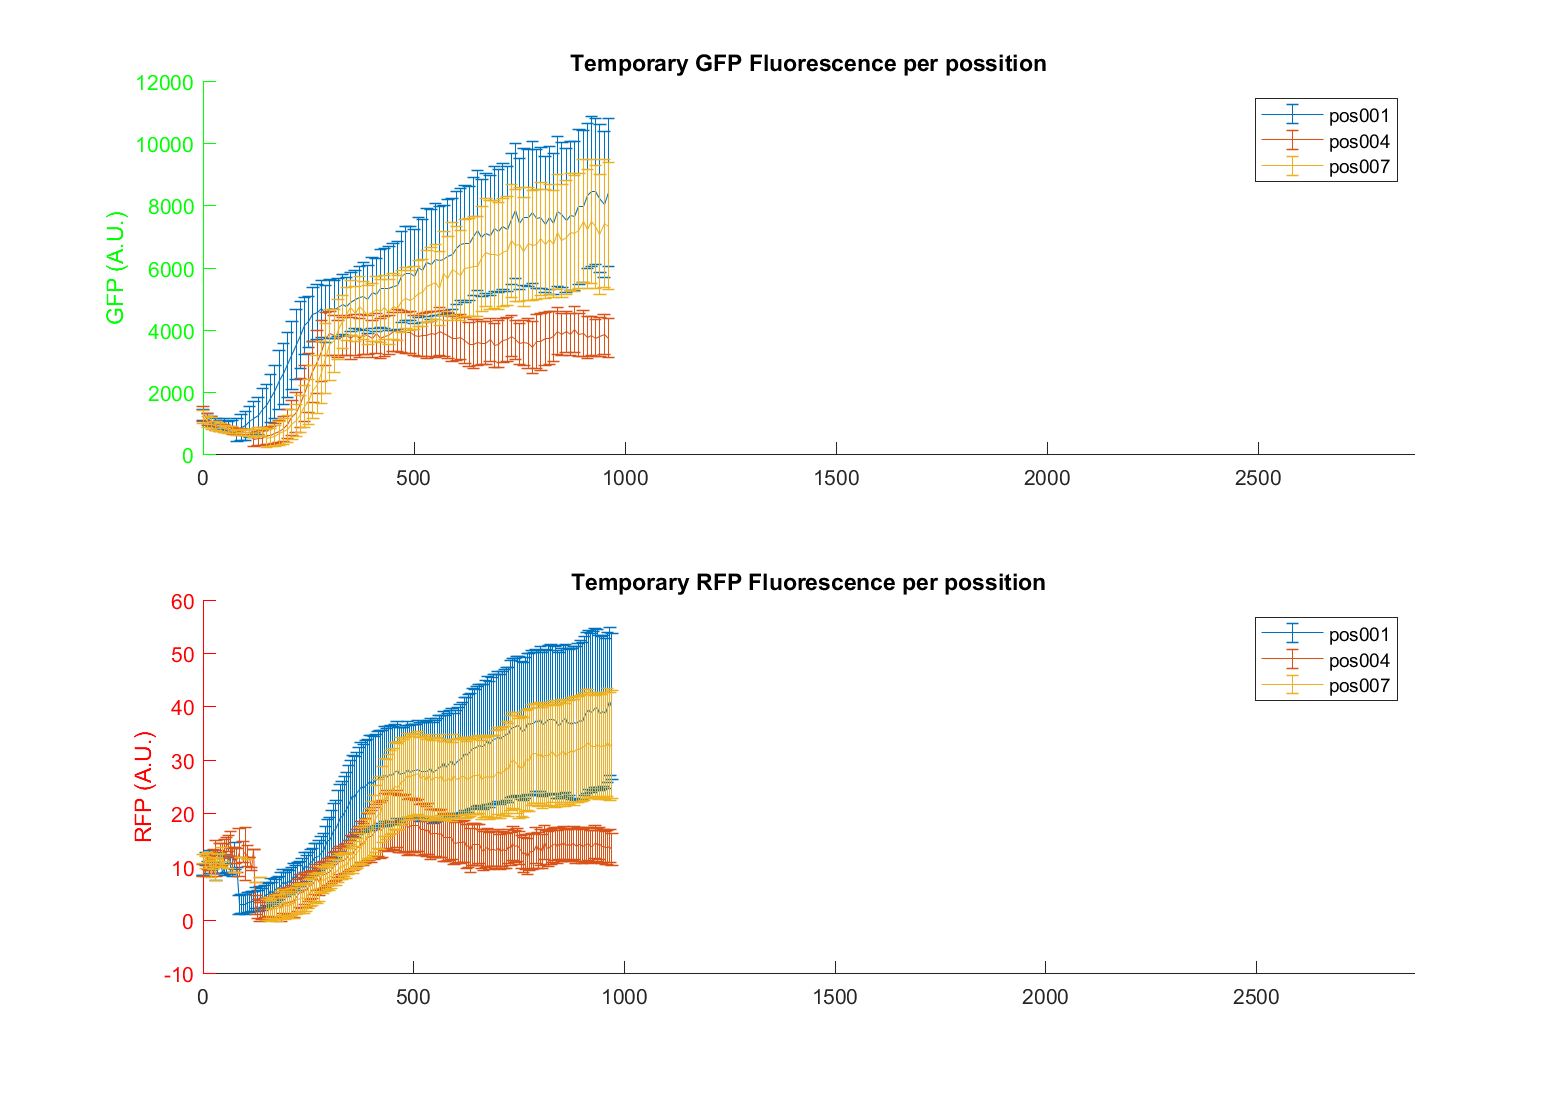 Temporary GFP Fluorescence per possition
GFP (A.U.)
12000
10000
8000
6000
4000
2000
0
0 500 1000 1500 2000 2500
pos001
pos004
pos007
Temporary RFP Fluorescence per possition
RFP (A.U.)
60
50
40
30
20
10
0
-10
0 500 1000 1500 2000 2500
pos001
pos004
pos007